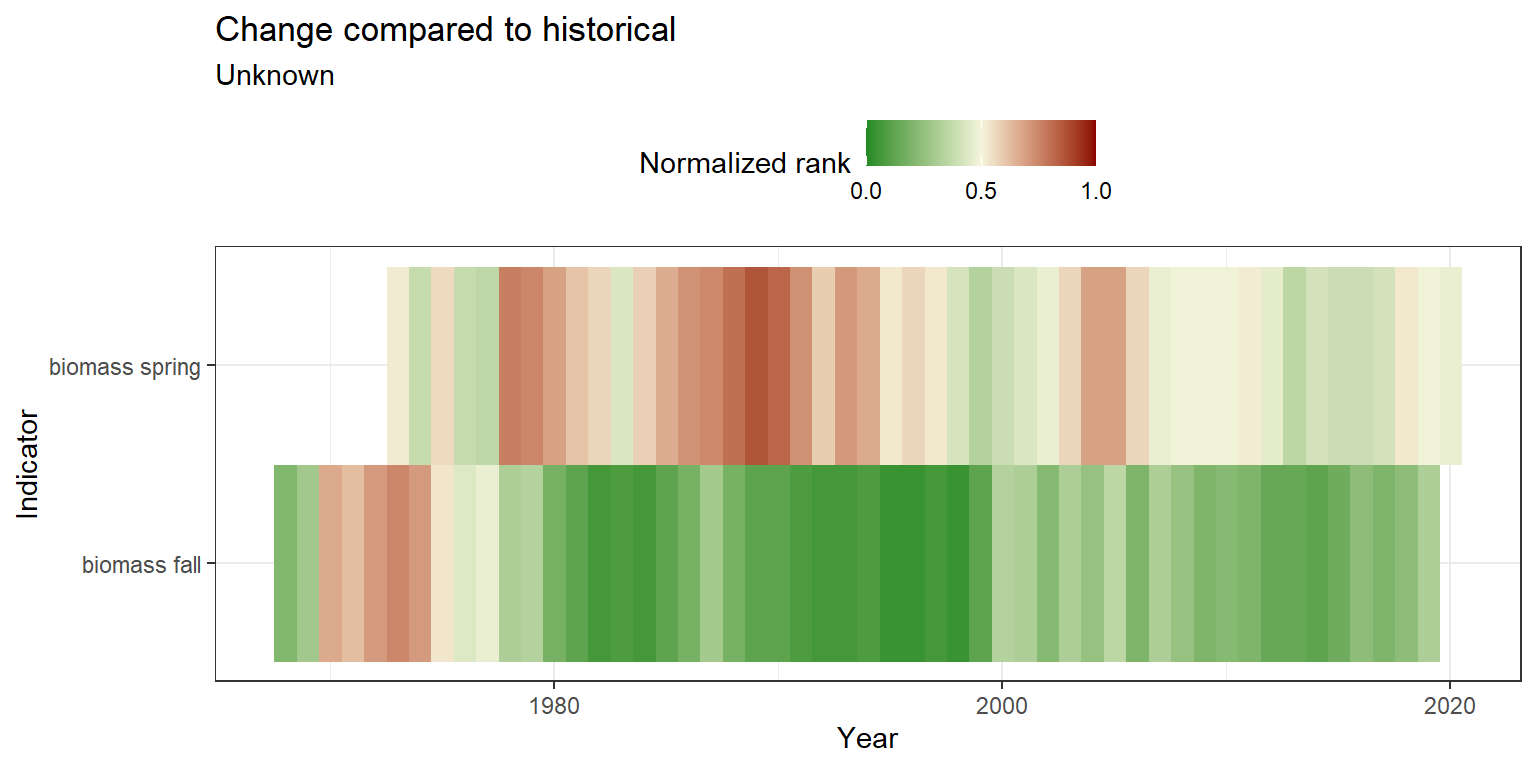 Change compared to historical
Unknown
Normalized rank
0.0 0.5 1.0
biomass spring
biomass fall
Indicator
1980 2000 2020
Year